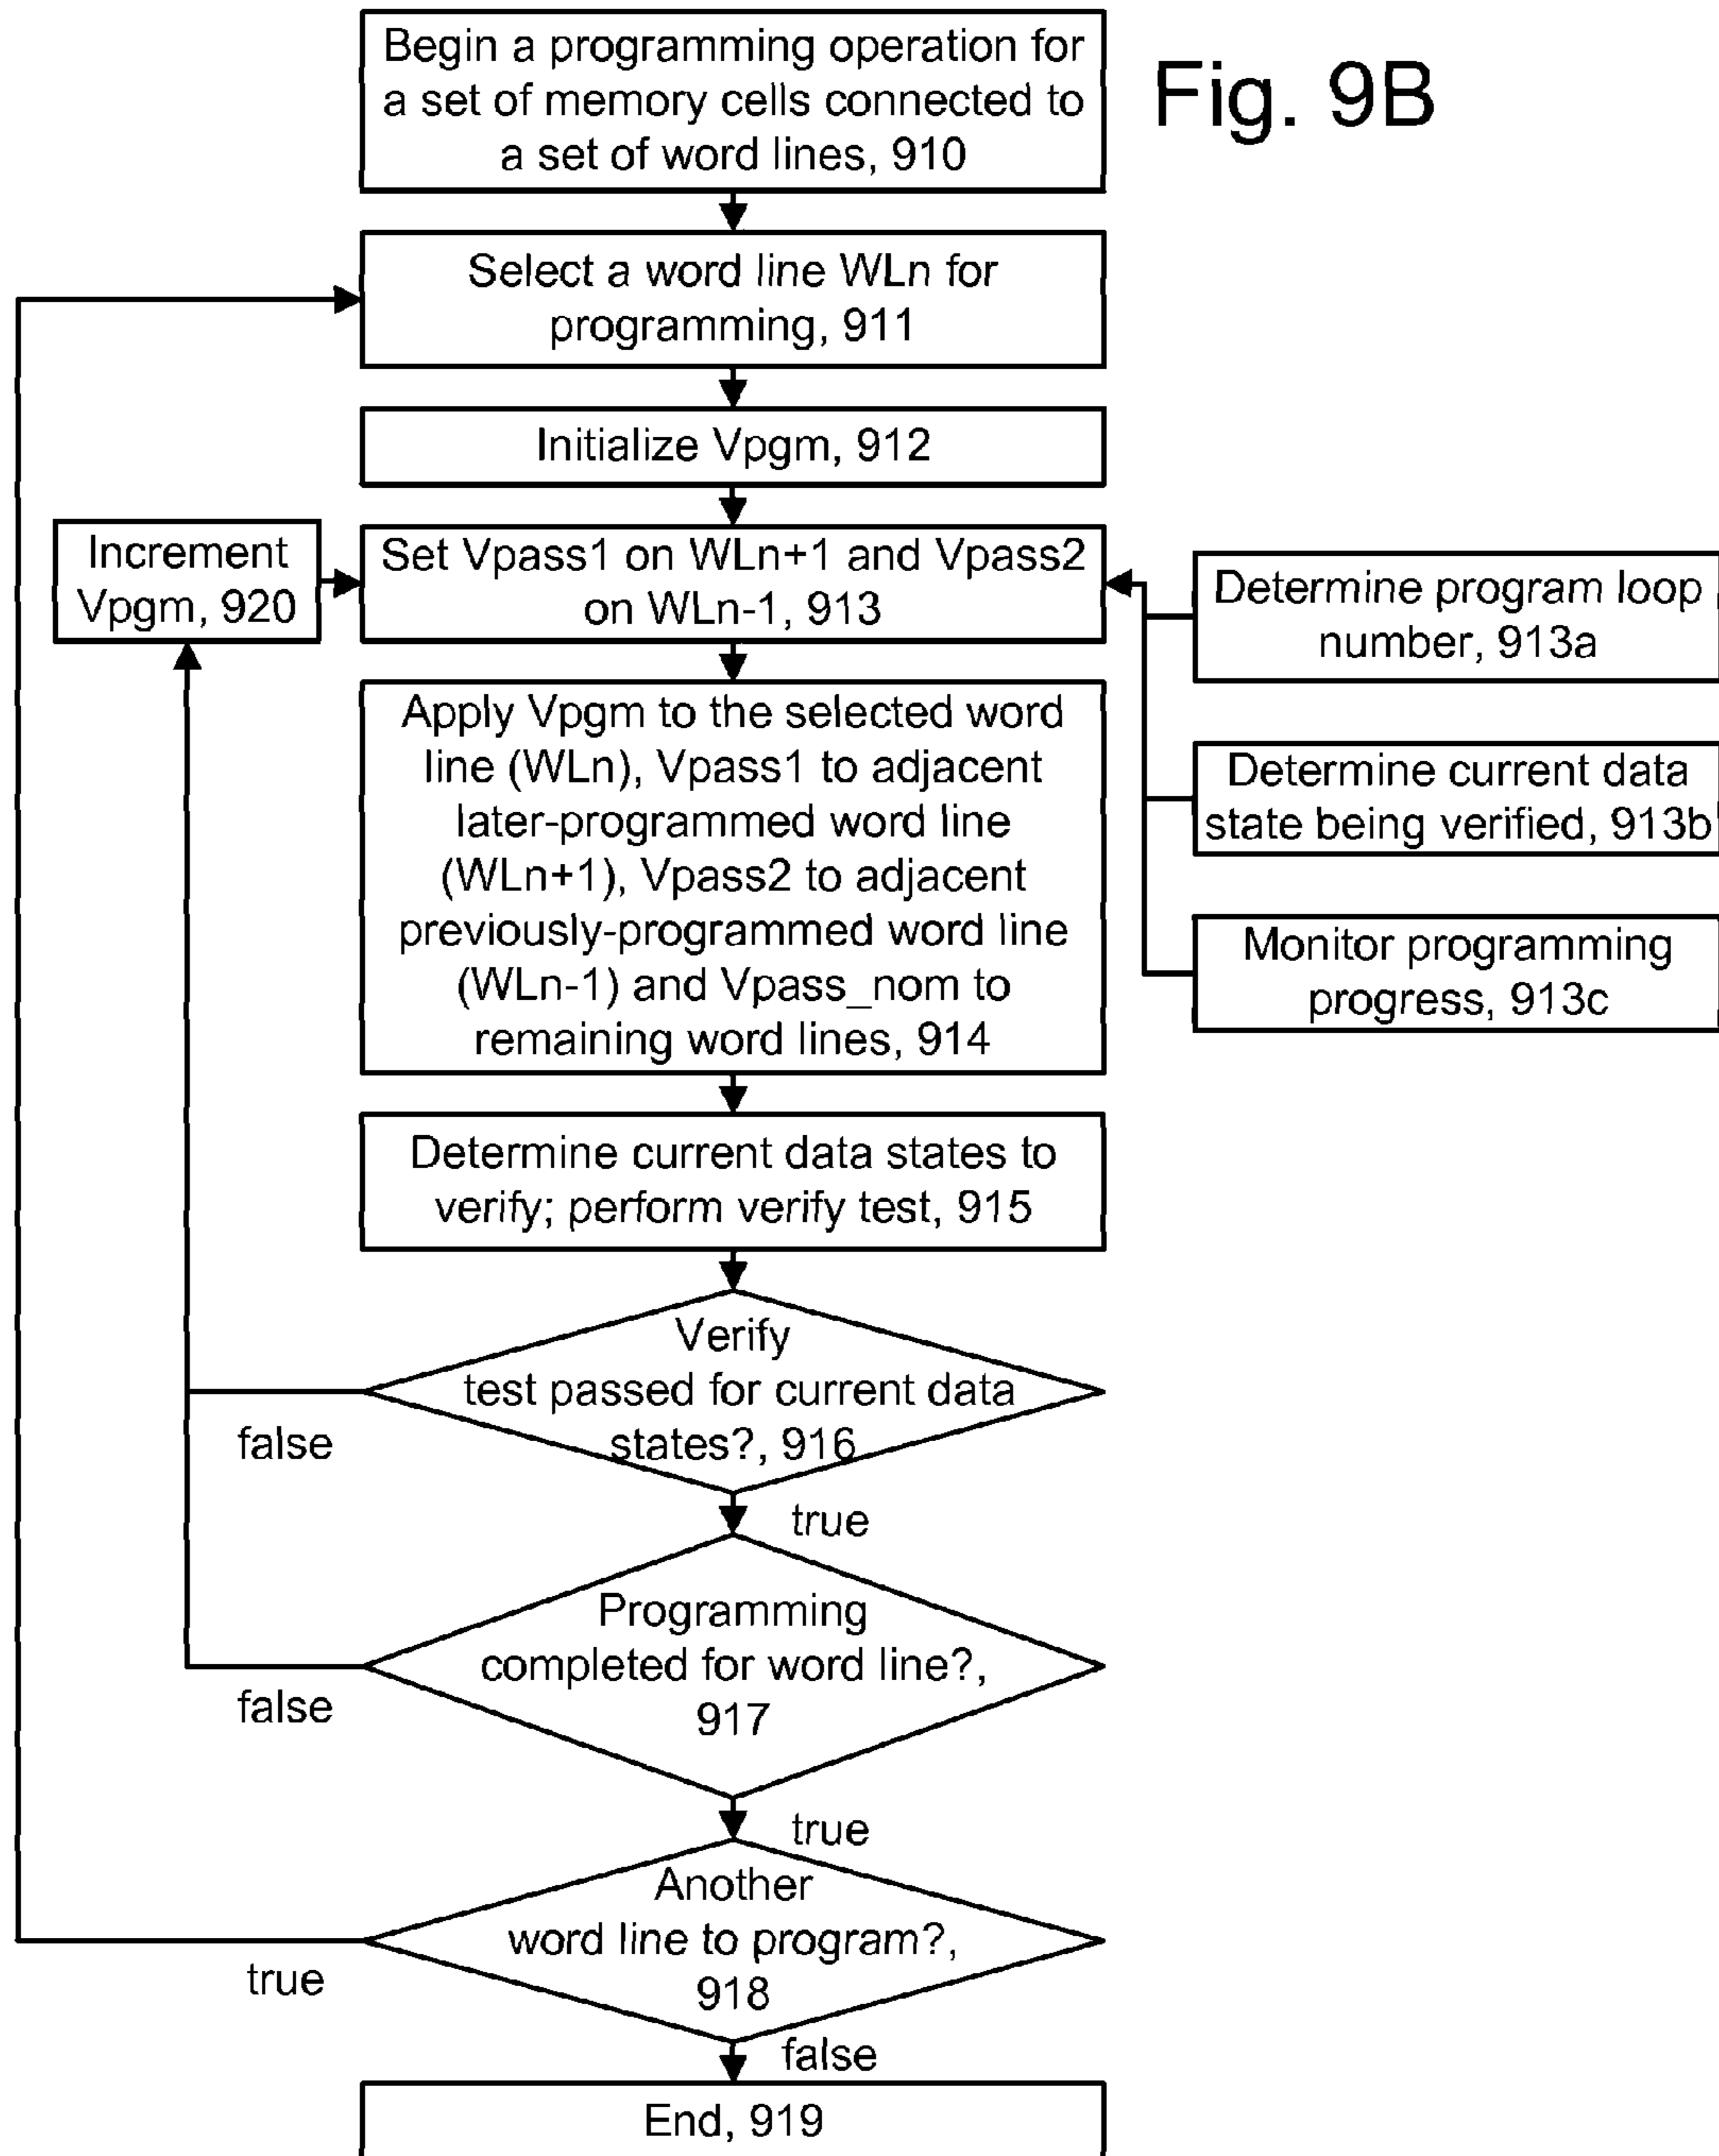 Fig. 9B
Begin a programming operation for
a set of memory cells connected to
a set of word lines, 910
Select a word line WLn for
programming, 911
Initialize Vpgm, 912
Increment
Vpgm, 920
Set Vpass1 on WLn+1 and Vpass2
on WLn-1, 913
Determine program loop
number, 913a
Determine current data
state being verified, 913b
Monitor programming
progress, 913c
Apply Vpgm to the selected word
line (WLn), Vpass1 to adjacent
later-programmed word line
(WLn+1), Vpass2 to adjacent
previously-programmed word line
(WLn-1) and Vpass_nom to
remaining word lines, 914
Determine current data states to
verify; perform verify test, 915
Verify
test passed for current data
states?, 916
false
true
Programming
completed for word line?,
917
false
true
Another
word line to program?,
918
true
false
End, 919